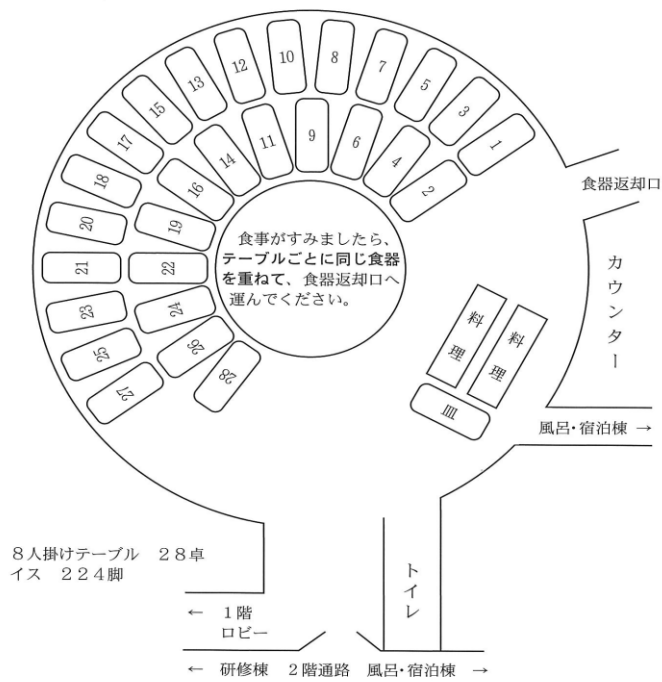 10
8
12
7
13
5
15
3
11
9
6
17
14
4
1
16
2
18
19
20
21
22
23
24
25
26
27
28
食器返却口
食事がすみましたら、
テーブルごとに同じ食器
を重ねて、食器返却口へ
運んでください。
カウンター
料理
料理
皿
風呂・宿泊棟 →
8人掛けテーブル　28卓
イス　224脚
トイレ
← 1階
ロビー
← 研修棟　2階通路　風呂・宿泊棟 →